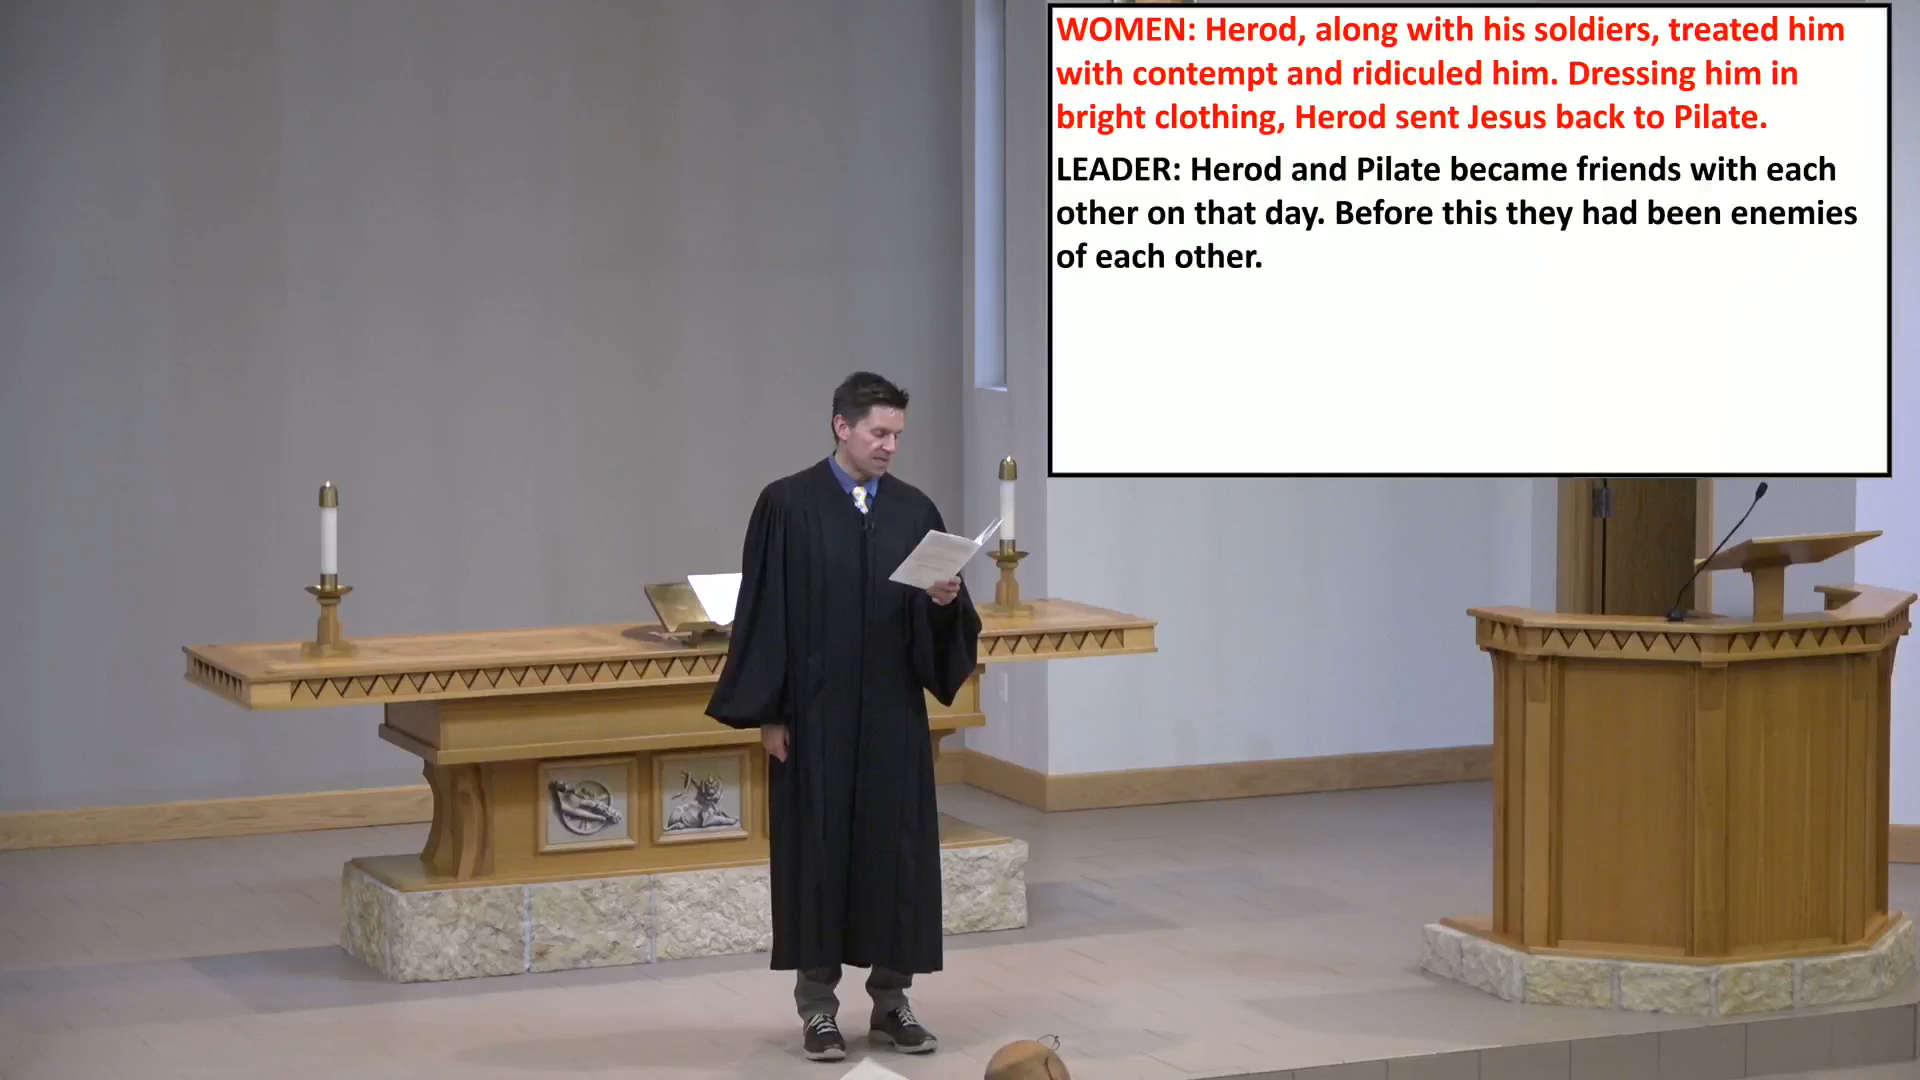 WOMEN: Herod, along with his soldiers, treated him
with contempt and ridiculed him. Dressing him in
bright clothing, Herod sent Jesus back to Pilate.
LEADER: Herod and Pilate became friends with each
other on that day. Before this they had been enemies
of each other.